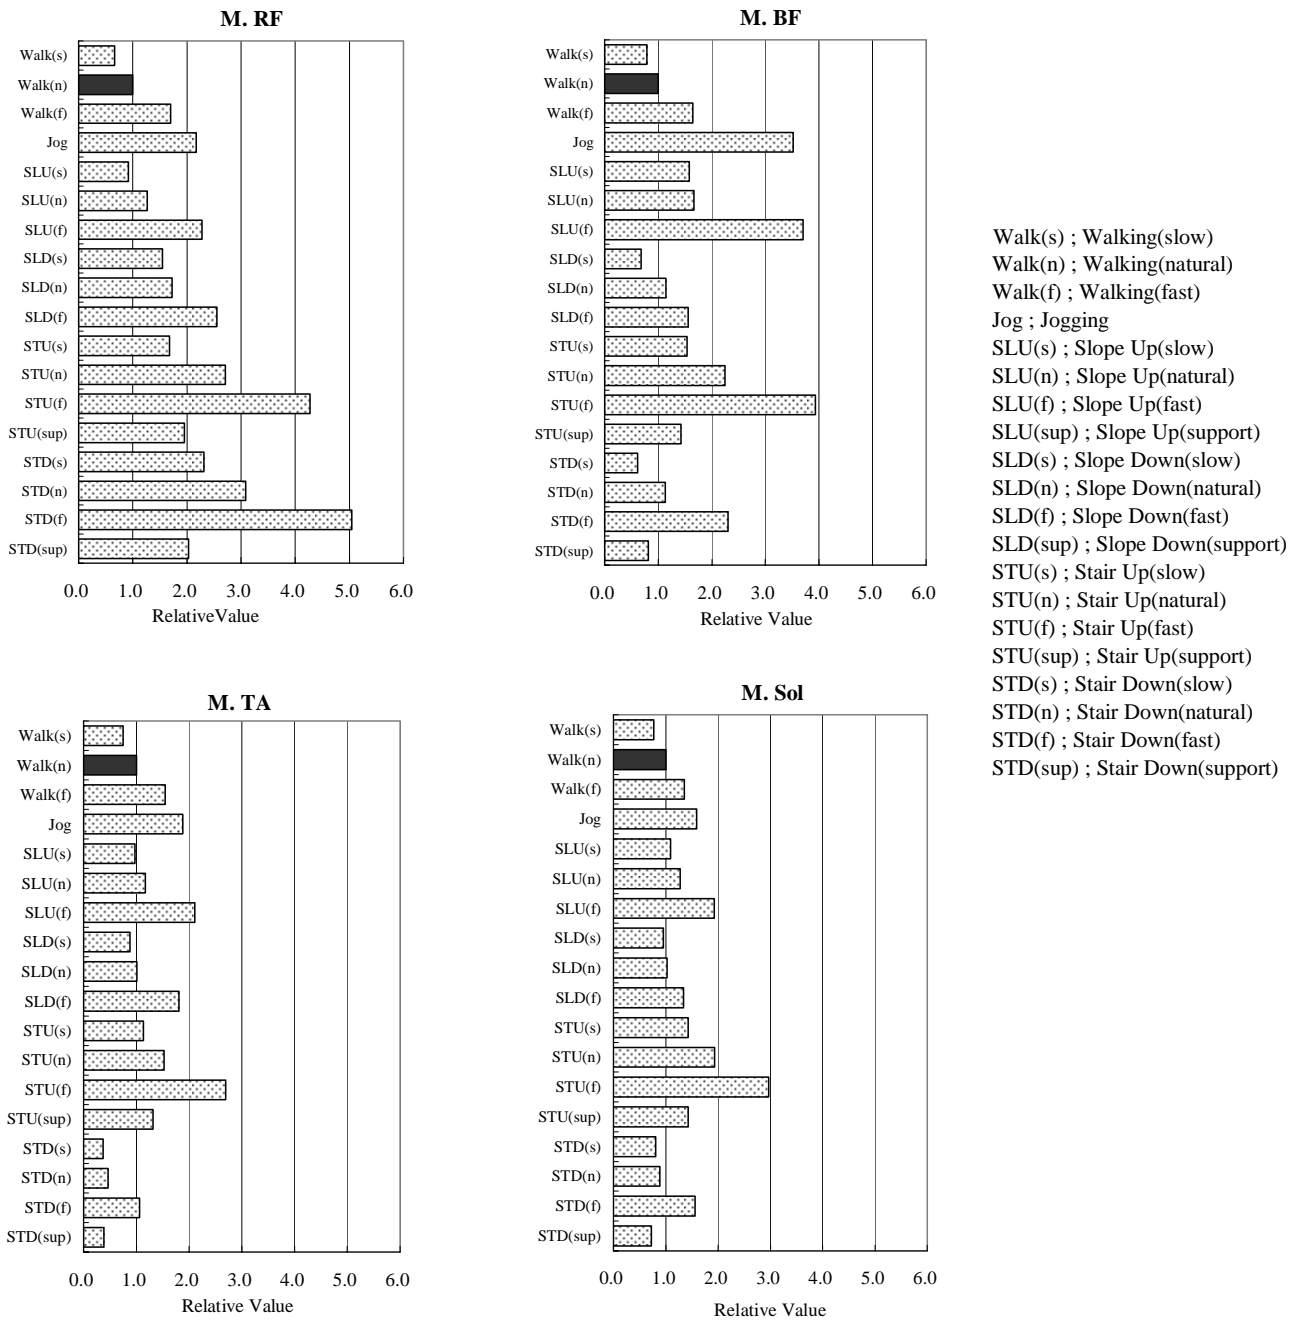 M. RF
Walk(s)
Walk(n)
Walk(f)
Jog
SLU(s)
SLU(n)
SLU(f)
SLD(s)
SLD(n)
SLD(f)
STU(s)
STU(n)
STU(f)
STU(sup)
STD(s)
STD(n)
STD(f)
STD(sup)
0.0 1.0 2.0 3.0 4.0 5.0 6.0
RelativeValue
M. BF
Walk(s)
Walk(n)
Walk(f)
Jog
SLU(s)
SLU(n)
SLU(f)
SLD(s)
SLD(n)
SLD(f)
STU(s)
STU(n)
STU(f)
STU(sup)
STD(s)
STD(n)
STD(f)
STD(sup)
0.0 1.0 2.0 3.0 4.0 5.0 6.0
Relative Value
Walk(s) ; Walking(slow)
Walk(n) ; Walking(natural)
Walk(f) ; Walking(fast)
Jog ; Jogging
SLU(s) ; Slope Up(slow)
SLU(n) ; Slope Up(natural)
SLU(f) ; Slope Up(fast)
SLU(sup) ; Slope Up(support)
SLD(s) ; Slope Down(slow)
SLD(n) ; Slope Down(natural)
SLD(f) ; Slope Down(fast)
SLD(sup) ; Slope Down(support)
STU(s) ; Stair Up(slow)
STU(n) ; Stair Up(natural)
STU(f) ; Stair Up(fast)
STU(sup) ; Stair Up(support)
STD(s) ; Stair Down(slow)
STD(n) ; Stair Down(natural)
STD(f) ; Stair Down(fast)
STD(sup) ; Stair Down(support)
M. TA
Walk(s)
Walk(n)
Walk(f)
Jog
SLU(s)
SLU(n)
SLU(f)
SLD(s)
SLD(n)
SLD(f)
STU(s)
STU(n)
STU(f)
STU(sup)
STD(s)
STD(n)
STD(f)
STD(sup)
0.0 1.0 2.0 3.0 4.0 5.0 6.0
Relative Value
M. Sol
Walk(s)
Walk(n)
Walk(f)
Jog
SLU(s)
SLU(n)
SLU(f)
SLD(s)
SLD(n)
SLD(f)
STU(s)
STU(n)
STU(f)
STU(sup)
STD(s)
STD(n)
STD(f)
STD(sup)
0.0 1.0 2.0 3.0 4.0 5.0 6.0
Relative Value